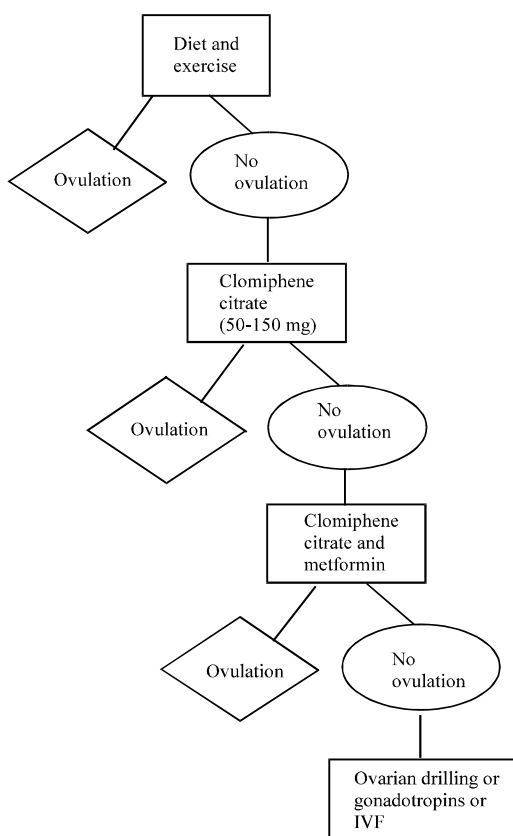 Diet and
exercise
Ovulation
No
ovulation
Clomiphene
citrate
(50-150 mg)
Ovulation
No
ovulation
Clomiphene
citrate and
metformin
Ovulation
No
ovulation
Ovarian drilling or
gonadotropins or
IVF